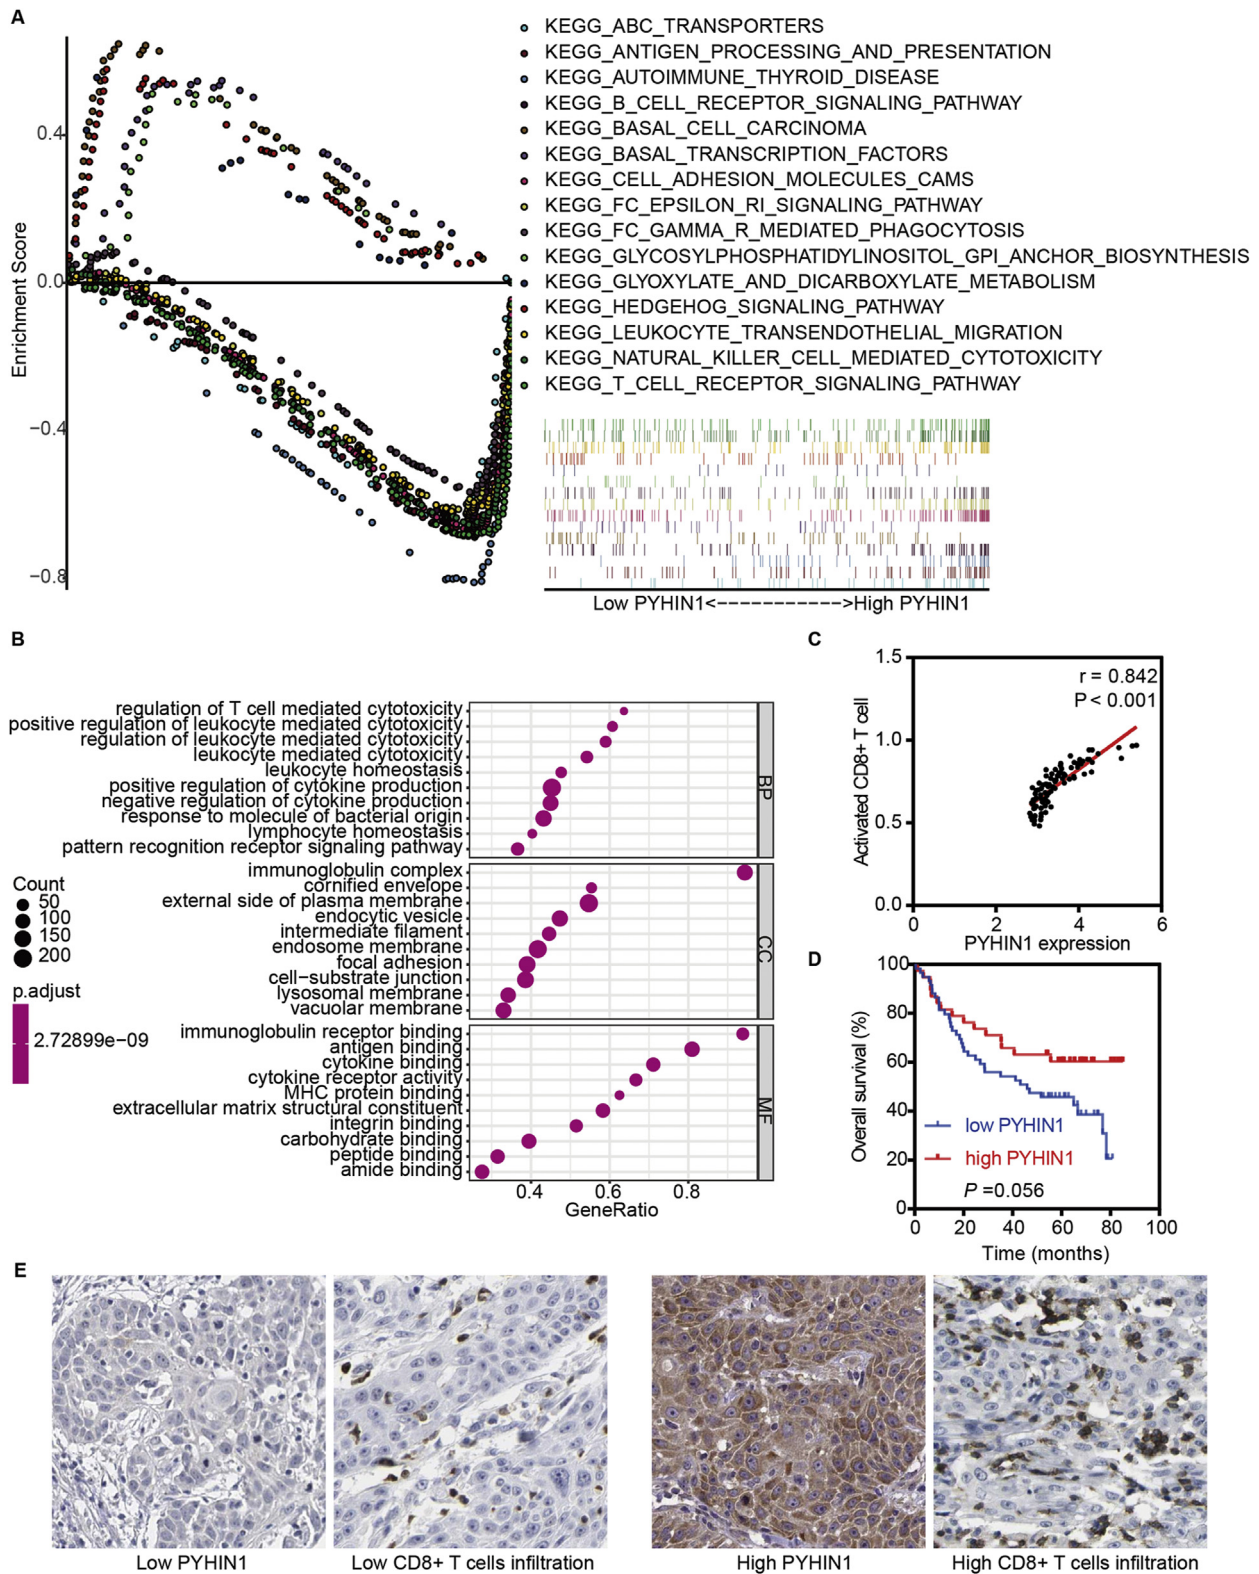 A
Enrichment Score
0.4
0.0
−0.4
−0.8
KEGG_ABC_TRANSPORTERS
KEGG_ANTIGEN_PROCESSING_AND_PRESENTATION
KEGG_AUTOIMMUNE_THYROID_DISEASE
KEGG_B_CELL_RECEPTOR_SIGNALING_PATHWAY
KEGG_BASAL_CELL_CARCINOMA
KEGG_BASAL_TRANSCRIPTION_FACTORS
KEGG_CELL_ADHESION_MOLECULES_CAMS
KEGG_FC_EPSILON_RI_SIGNALING_PATHWAY
KEGG_FC_GAMMA_R_MEDIATED_PHAGOCYTOSIS
KEGG_GLYCOSYLPHOSPHATIDYLINOSITOL_GPI_ANCHOR_BIOSYNTHESIS
KEGG_GLYOXYLATE_AND_DICARBOXYLATE_METABOLISM
KEGG_HEDGEHOG_SIGNALING_PATHWAY
KEGG_LEUKOCYTE_TRANSENDOTHELIAL_MIGRATION
KEGG_NATURAL_KILLER_CELL_MEDIATED_CYTOTOXICITY
KEGG_T_CELL_RECEPTOR_SIGNALING_PATHWAY
Low PYHIN1<−−−−−−−−−−−>High PYHIN1
B
regulation of T cell mediated cytotoxicity
positive regulation of leukocyte mediated cytotoxicity
regulation of leukocyte mediated cytotoxicity
leukocyte mediated cytotoxicity
leukocyte homeostasis
positive regulation of cytokine production
negative regulation of cytokine production
response to molecule of bacterial origin
lymphocyte homeostasis
pattern recognition receptor signaling pathway
BP
immunoglobulin complex
cornified envelope
external side of plasma membrane
endocytic vesicle
intermediate filament
endosome membrane
focal adhesion
cell−substrate junction
lysosomal membrane
vacuolar membrane
CC
immunoglobulin receptor binding
antigen binding
cytokine binding
cytokine receptor activity
MHC protein binding
extracellular matrix structural constituent
integrin binding
carbohydrate binding
peptide binding
amide binding
MF
0.4 0.6 0.8
GeneRatio
Count
50
100
150
200
p.adjust
2.72899e−09
C
Activated CD8+ T cell
1.5
1.0
0.5
0.0
r = 0.842
P < 0.001
0 2 4 6
PYHIN1 expression
D
Overall survival (%)
100
80
60
40
20
0
low PYHIN1
high PYHIN1
P =0.056
0 20 40 60 80 100
Time (months)
E
Low PYHIN1
Low CD8+ T cells infiltration
High PYHIN1
High CD8+ T cells infiltration